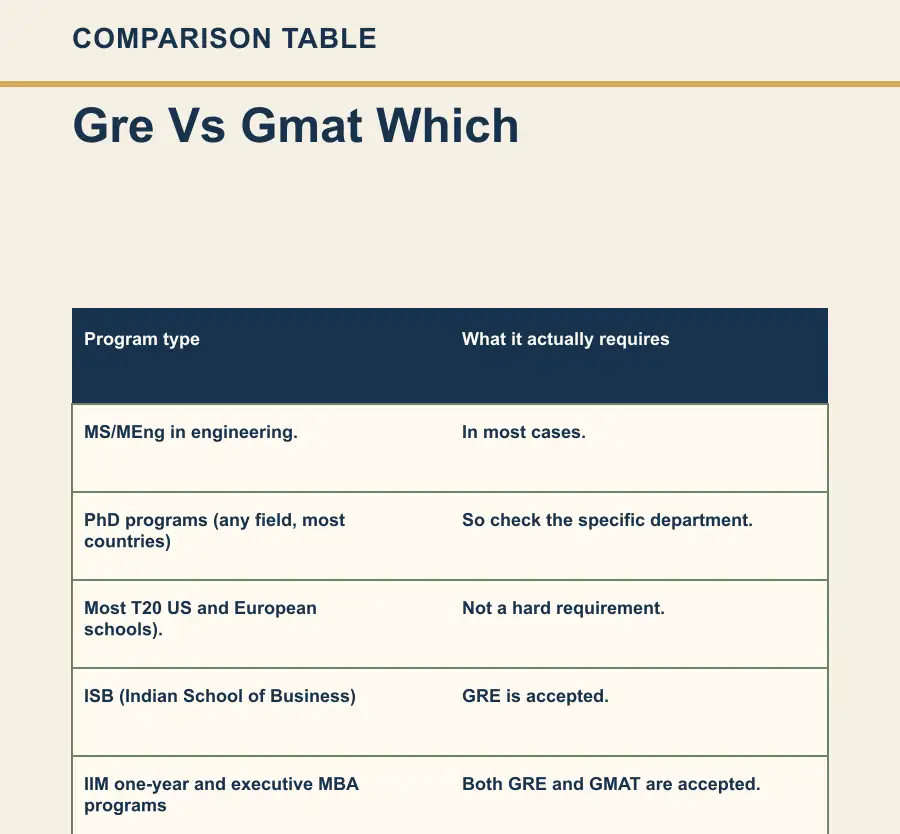 COMPARISON TABLE
Gre Vs Gmat Which
Program type
What it actually requires
MS/MEng in engineering.
In most cases.
PhD programs (any field, most
countries)
So check the specific department.
Most T20 US and European
schools).
Not a hard requirement.
ISB (Indian School of Business)
GRE is accepted.
IIM one-year and executive MBA
programs
Both GRE and GMAT are accepted.